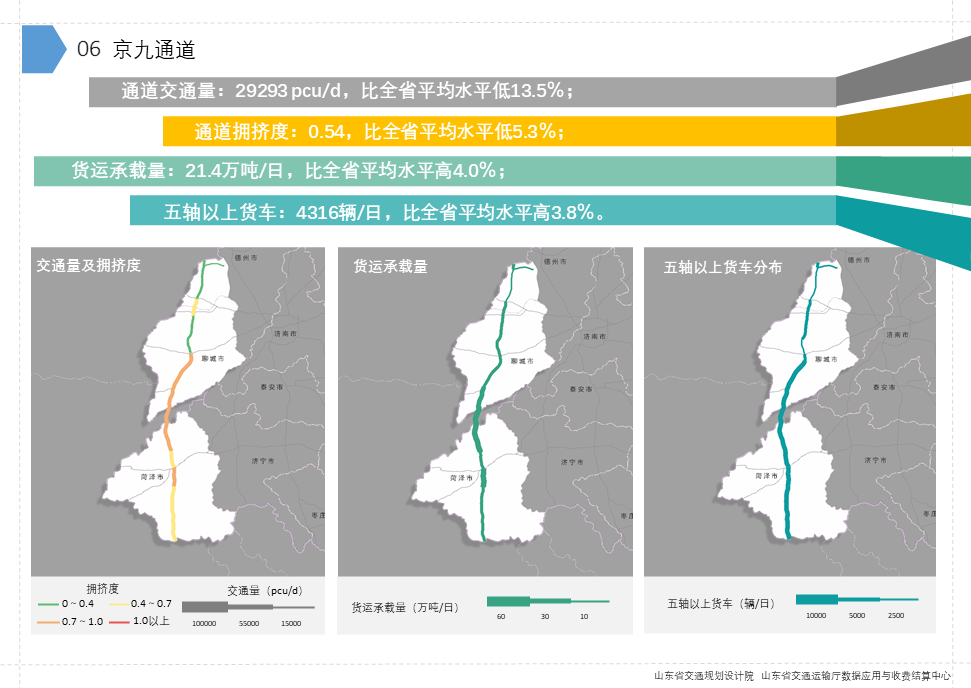 06 京九通道
通道交通量：29293 pcu/d，比全省平均水平低13.5%；
通道拥挤度：0.54，比全省平均水平低5.3%；
货运承载量：21.4万吨/日，比全省平均水平高4.0%；
五轴以上货车：4316辆/日，比全省平均水平高3.8%。
交通量及拥挤度
德州市
济南市
聊城市
泰安市
济宁市
菏泽市
枣庄
拥挤度
0～0.4
0.4～0.7
0.7～1.0
1.0以上
交通量（pcu/d）
100000
55000
15000
货运承载量
德州市
济南市
聊城市
泰安市
济宁市
菏泽市
枣
货运承载量（万吨/日）
60
30
10
五轴以上货车分布
德州市
济南市
聊城市
泰安市
济宁市
菏泽市
枣庄
五轴以上货车（辆/日）
10000
5000
2500
山东省交通规划设计院 山东省交通运输厅数据应用与收费结算中心